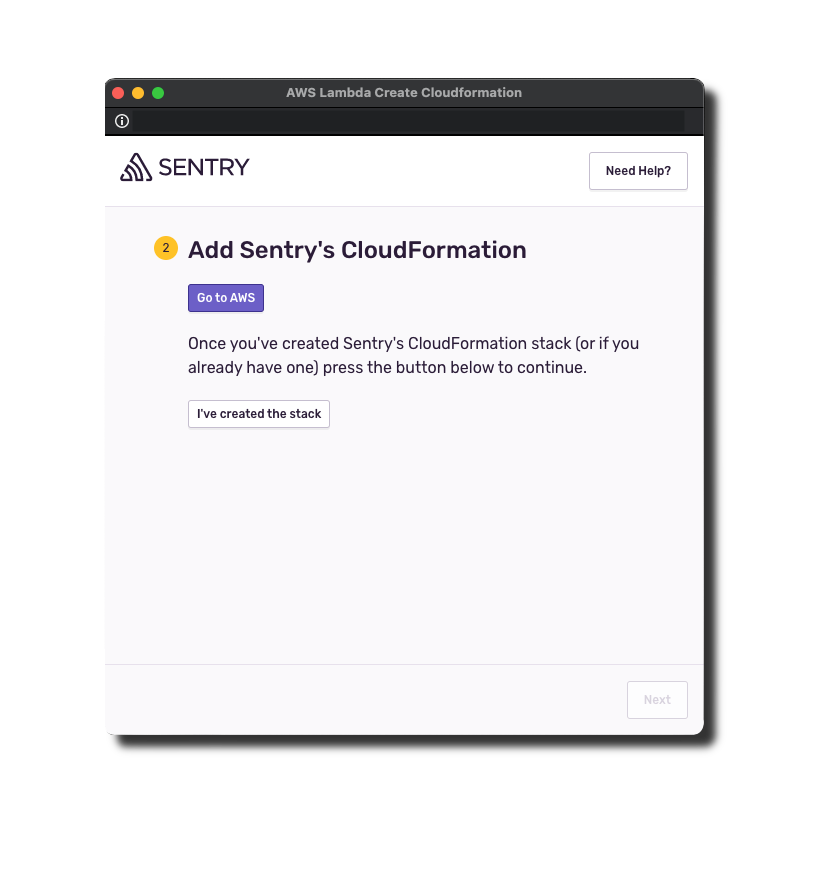 AWS Lambda Create Cloudformation
SENTRY
Need Help?
2
Add Sentry's CloudFormation
Go to AWS
Once you've created Sentry's CloudFormation stack (or if you
already have one) press the button below to continue.
I've created the stack
Next